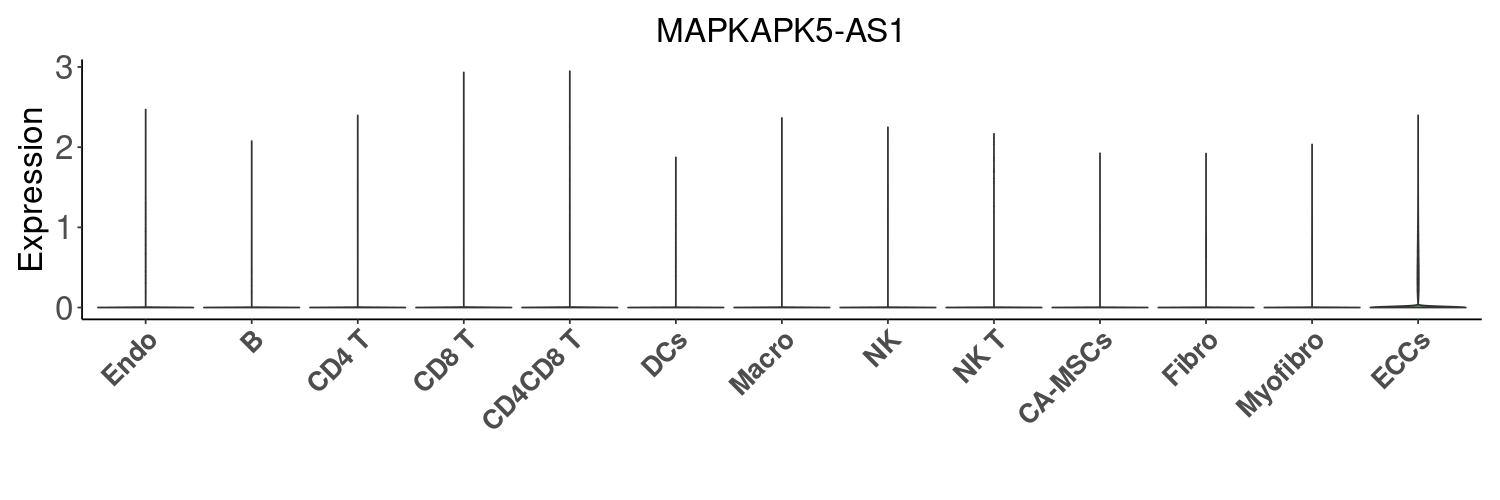 MAPKAPK5-AS1
Expression
3
2
1
0
Endo
B
CD4 T
CD8 T
CD4CD8 T
DCs
Macro
NK
NK T
CA-MSCs
Fibro
Myofibro
ECCs